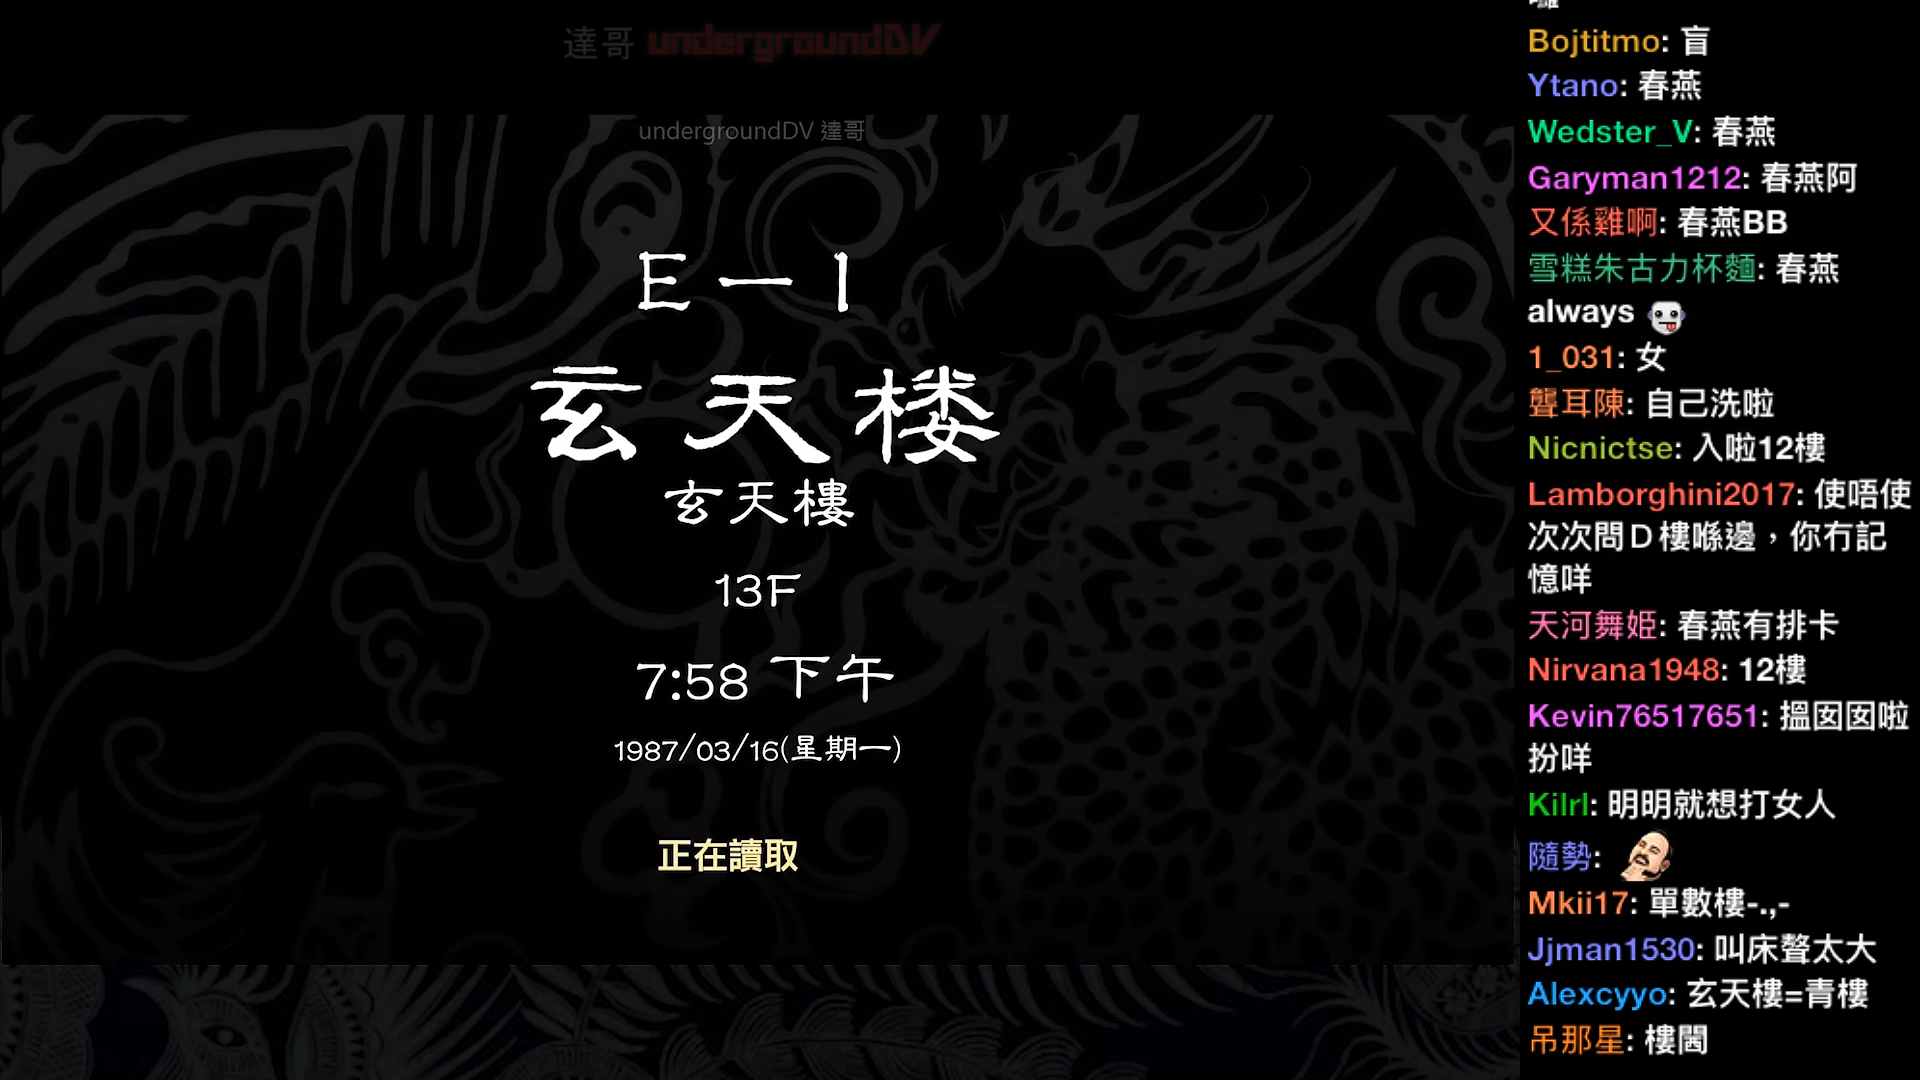 達哥 undergroundDV
undergroundDV 達哥
E－1
玄天楼
玄天樓
13F
7:58 下午
1987/03/16(星期一)
正在讀取
Bojtitmo: 盲
Ytano: 春燕
Wedster_V: 春燕
Garyman1212: 春燕阿
又係雞啊: 春燕BB
雪糕朱古力杯麵: 春燕
always
1_031: 女
聾耳陳: 自己洗啦
Nicnictse: 入啦12樓
Lamborghini2017: 使唔使
次次問Ｄ樓喺邊，你冇記
憶咩
天河舞姬: 春燕有排卡
Nirvana1948: 12樓
Kevin76517651: 搵囡囡啦
扮咩
Kilrl: 明明就想打女人
隨勢:
Mkii17: 單數樓-.,-
Jjman1530: 叫床聲太大
Alexcyyo: 玄天樓=青樓
吊那星: 樓閪